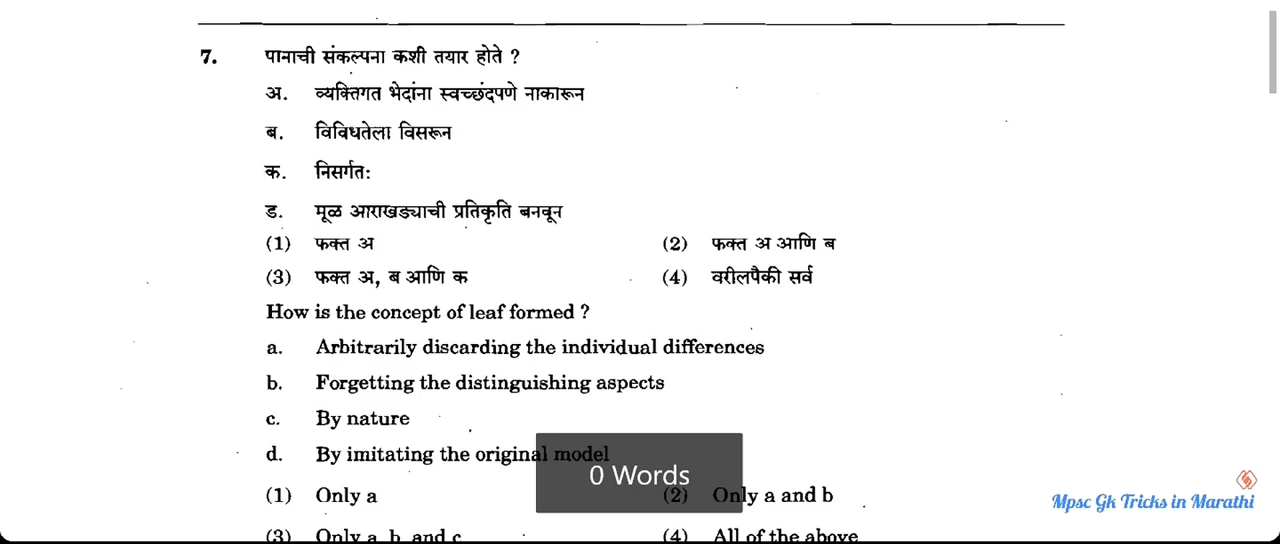 7. पानाची संकल्पना कशी तयार होते ?
अ. व्यक्तिगत भेदांना स्वच्छंदपणे नाकारून
ब. विविधतेला विसरून
क. निसर्गतः
ड. मूळ आराखड्याची प्रतिकृति बनवून
(1) फक्त अ (2) फक्त अ आणि ब
(3) फक्त अ, ब आणि क (4) वरीलपैकी सर्व
How is the concept of leaf formed ?
a. Arbitrarily discarding the individual differences
b. Forgetting the distinguishing aspects
c. By nature
d. By imitating the original model
0 Words
(1) Only a (2) Only a and b
Mpsc Gk Tricks in Marathi
(3) Only a, b and c (4) All of the above